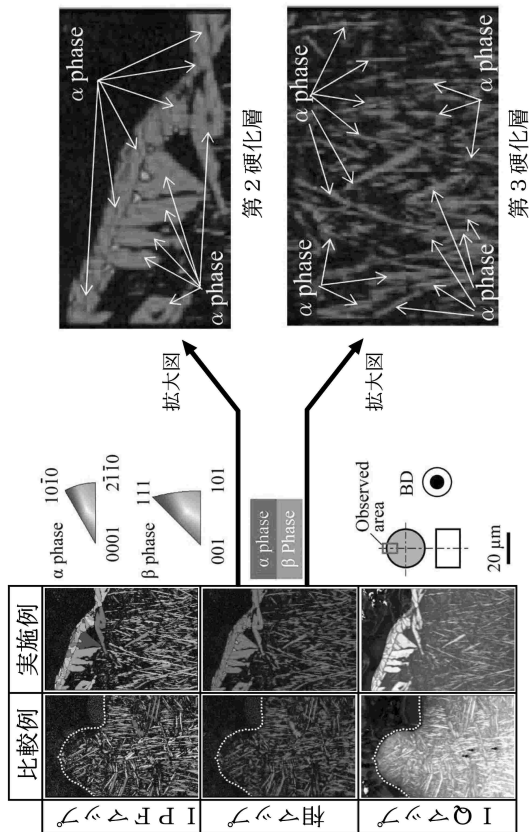 比較例
実施例
IPFマップ
相マップ
IQマップ
α phase
101̄0
0001
21̄1̄0
β phase
111
001
101
α phase
β Phase
Observed
area
BD
20 μm
拡大図
拡大図
α phase
α phase
第2硬化層
α phase
α phase
α phase
α phase
第3硬化層